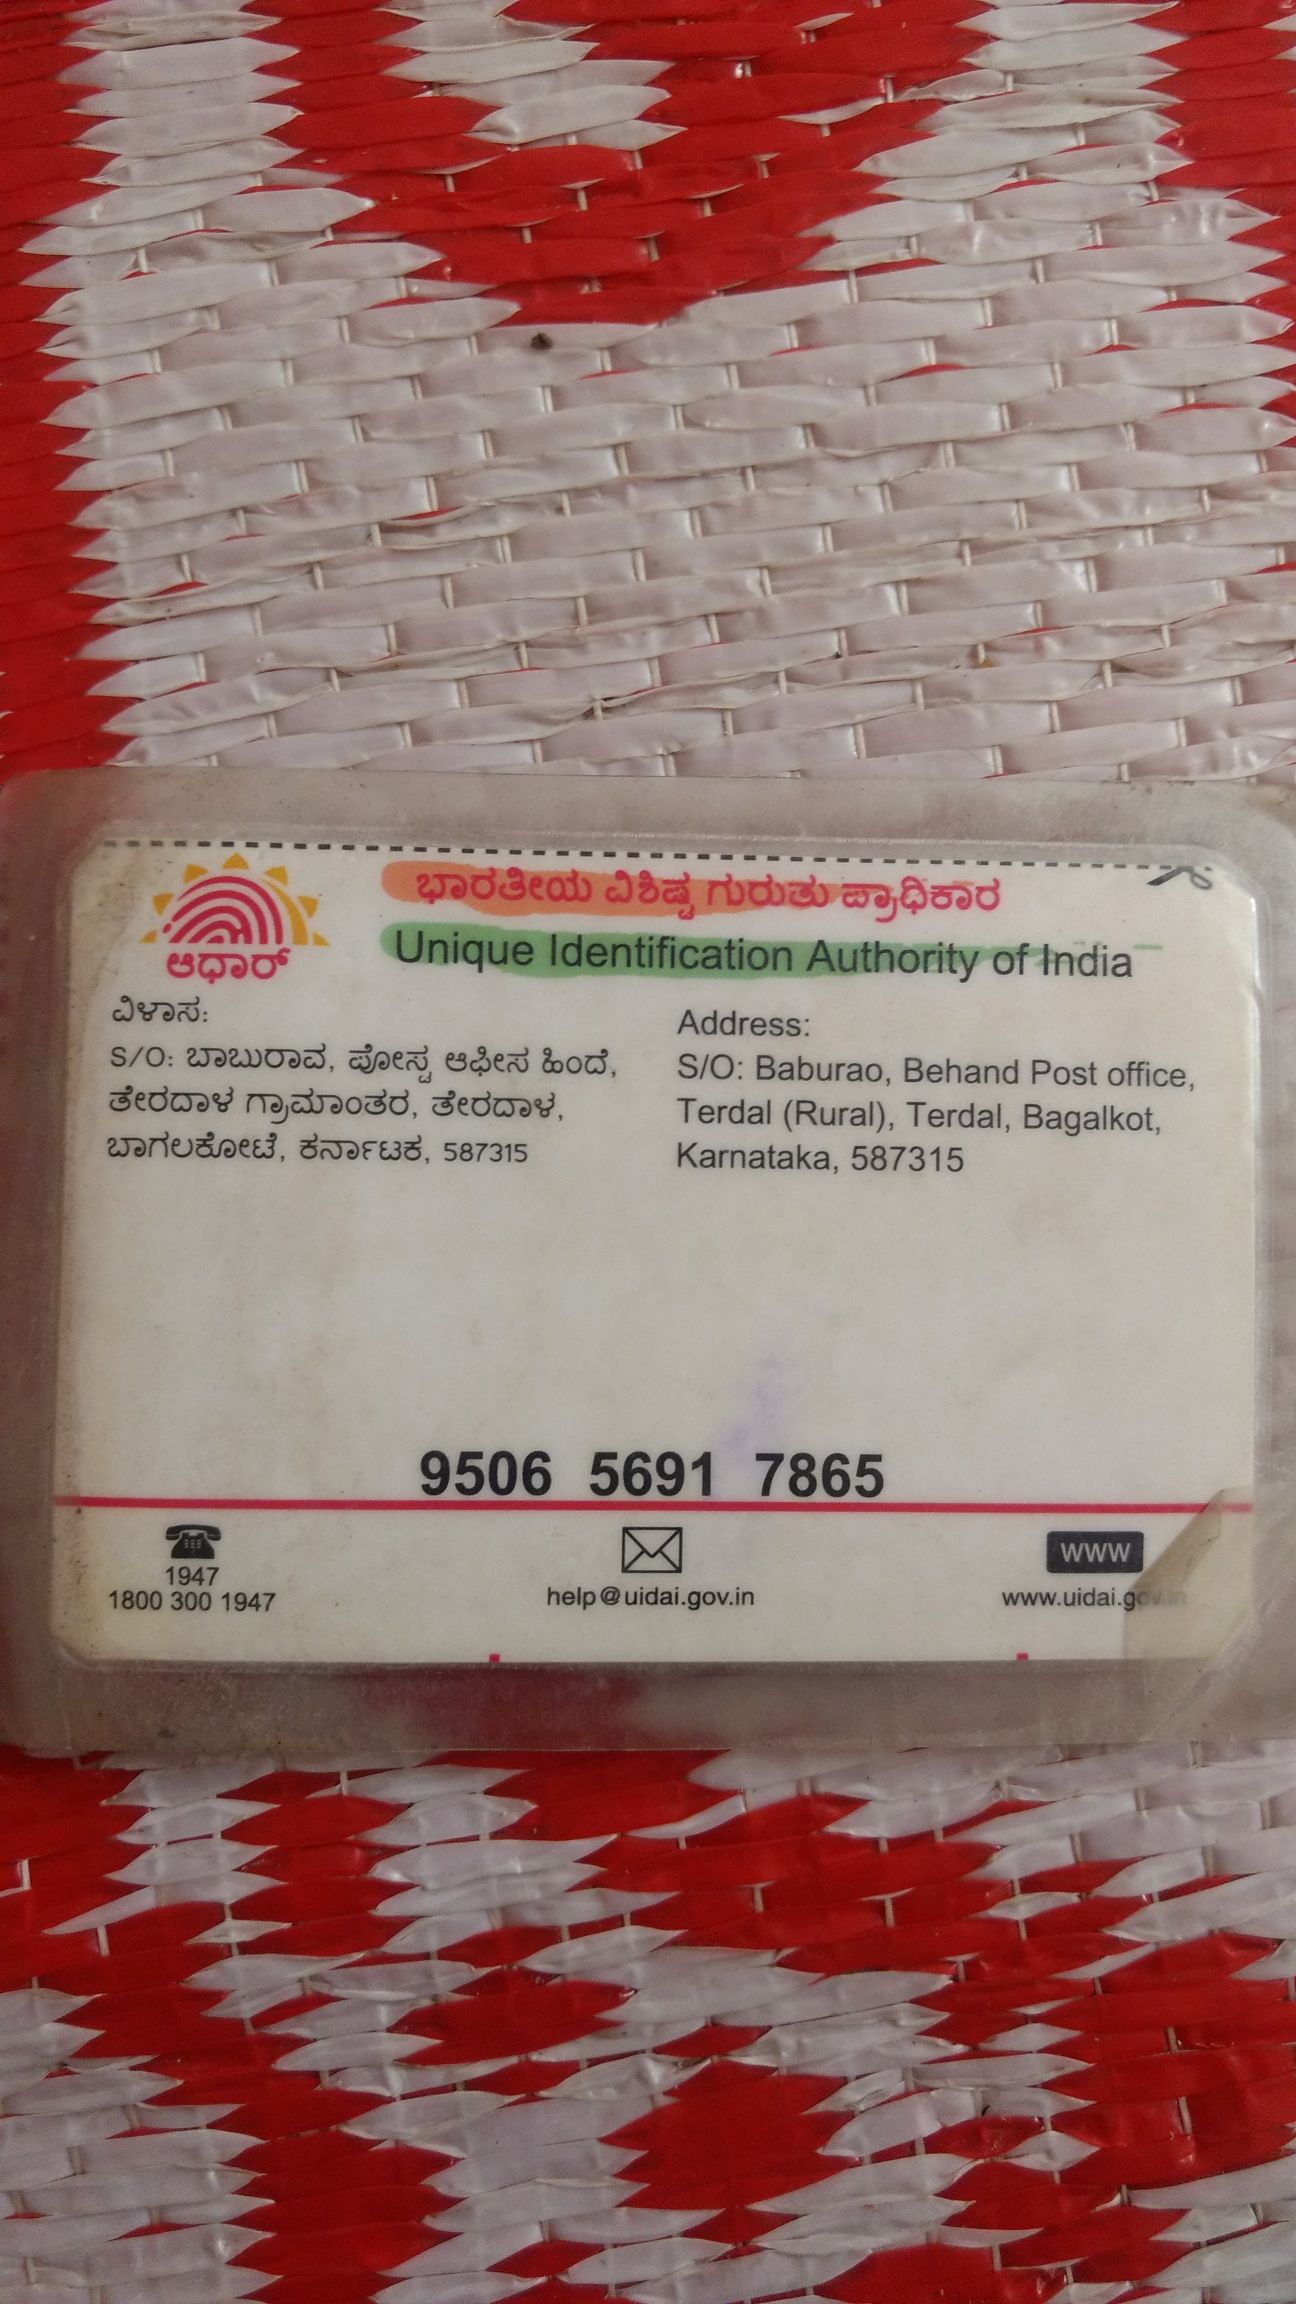 ಭಾರತೀಯ ವಿಶಿಷ್ಟ ಗುರುತು ಪ್ರಾಧಿಕಾರ
Unique Identification Authority of India
ಆಧಾರ್
ವಿಳಾಸ:
S/O: ಬಾಬುರಾವ, ಪೋಸ್ಟ ಆಫೀಸ ಹಿಂದೆ,
ತೇರದಾಳ ಗ್ರಾಮಾಂತರ, ತೇರದಾಳ,
ಬಾಗಲಕೋಟೆ, ಕರ್ನಾಟಕ, 587315
Address:
S/O: Baburao, Behand Post office,
Terdal (Rural), Terdal, Bagalkot,
Karnataka, 587315
9506 5691 7865
1947
1800 300 1947
help@uidai.gov.in
www
www.uidai.gov.in